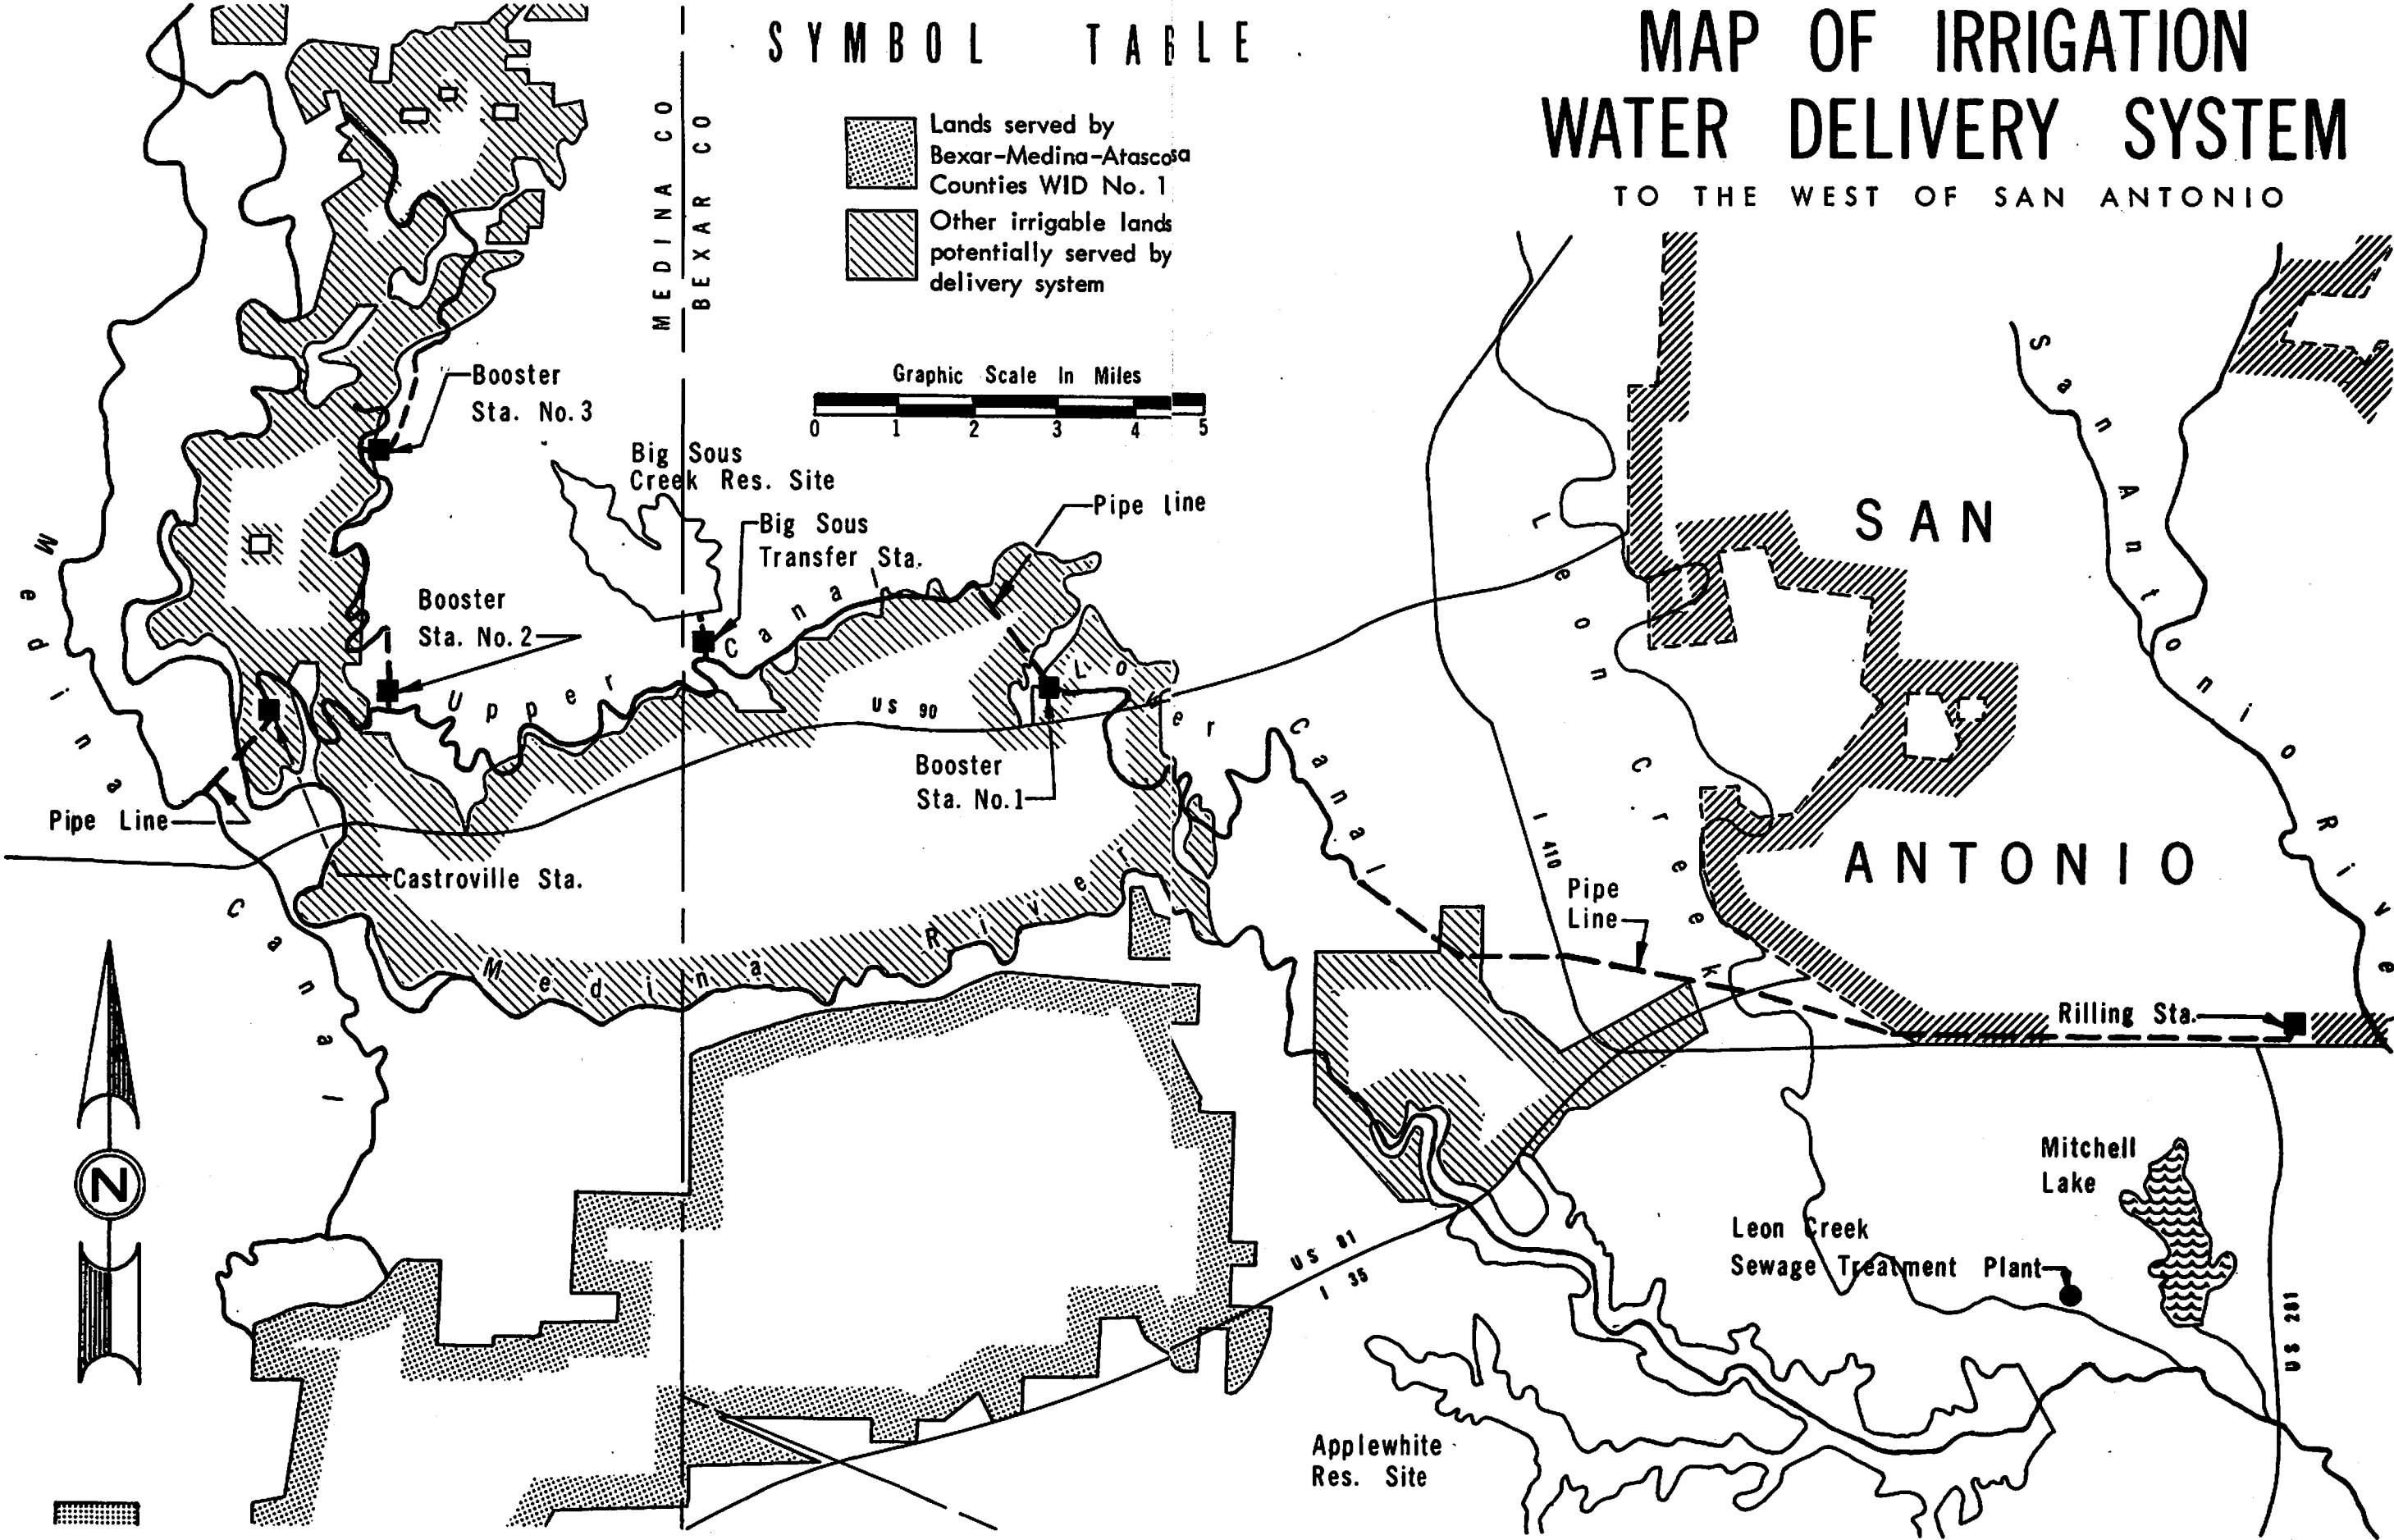 MAP OF IRRIGATION
WATER DELIVERY SYSTEM
TO THE WEST OF SAN ANTONIO
SYMBOL TABLE
Lands served by
Bexar-Medina-Atascosa
Counties WID No. 1
Other irrigable lands
potentially served by
delivery system
Graphic Scale In Miles
0 1 2 3 4 5
MEDINA CO
BEXAR CO
Booster
Sta. No. 3
Big Sous
Creek Res. Site
Big Sous
Transfer Sta.
Pipe line
Booster
Sta. No. 2
Upper Canal
Lower Canal
US 90
Booster
Sta. No. 1
Medina
Pipe Line
Castroville Sta.
Canal
Medina River
N
SAN
ANTONIO
San Antonio River
Leon Creek
I 410
Pipe
Line
Rilling Sta.
Mitchell
Lake
Leon Creek
Sewage Treatment Plant
US 81
I 35
US 281
Applewhite
Res. Site